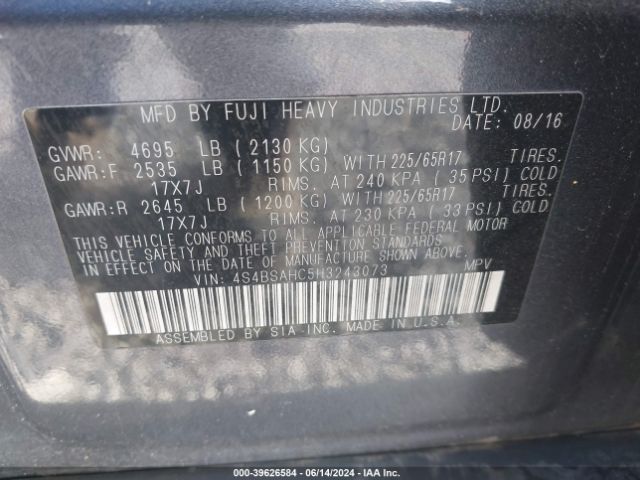 MFD BY FUJI HEAVY INDUSTRIES LTD.
DATE: 08/16
GVWR: 4695 LB ( 2130 KG)
GAWR:F 2535 LB ( 1150 KG) WITH 225/65R17 TIRES.
17X7J RIMS. AT 240 KPA ( 35 PSI) COLD
GAWR:R 2645 LB ( 1200 KG) WITH 225/65R17 TIRES.
17X7J RIMS. AT 230 KPA ( 33 PSI) COLD
THIS VEHICLE CONFORMS TO ALL APPLICABLE FEDERAL MOTOR
VEHICLE SAFETY AND THEFT PREVENTION STANDARDS
IN EFFECT ON THE DATE OF MANUFACTURE SHOWN ABOVE.
VIN: 4S4BSAHC5H3243073 MPV
ASSEMBLED BY SIA-INC. MADE IN U.S.A.
000-39626584 - 06/14/2024 - IAA Inc.